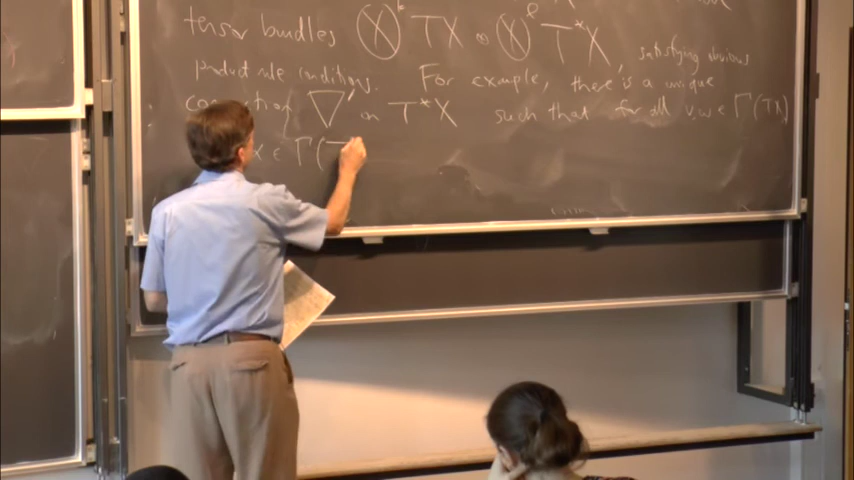 tensor bundles ⊗^k TX ⊗ ⊗^l T*X, satisfying obvious
product rule conditions. For example, there is a unique
∇' on T*X such that for all v,w ∈ Γ(TX)
α ∈ Γ(T